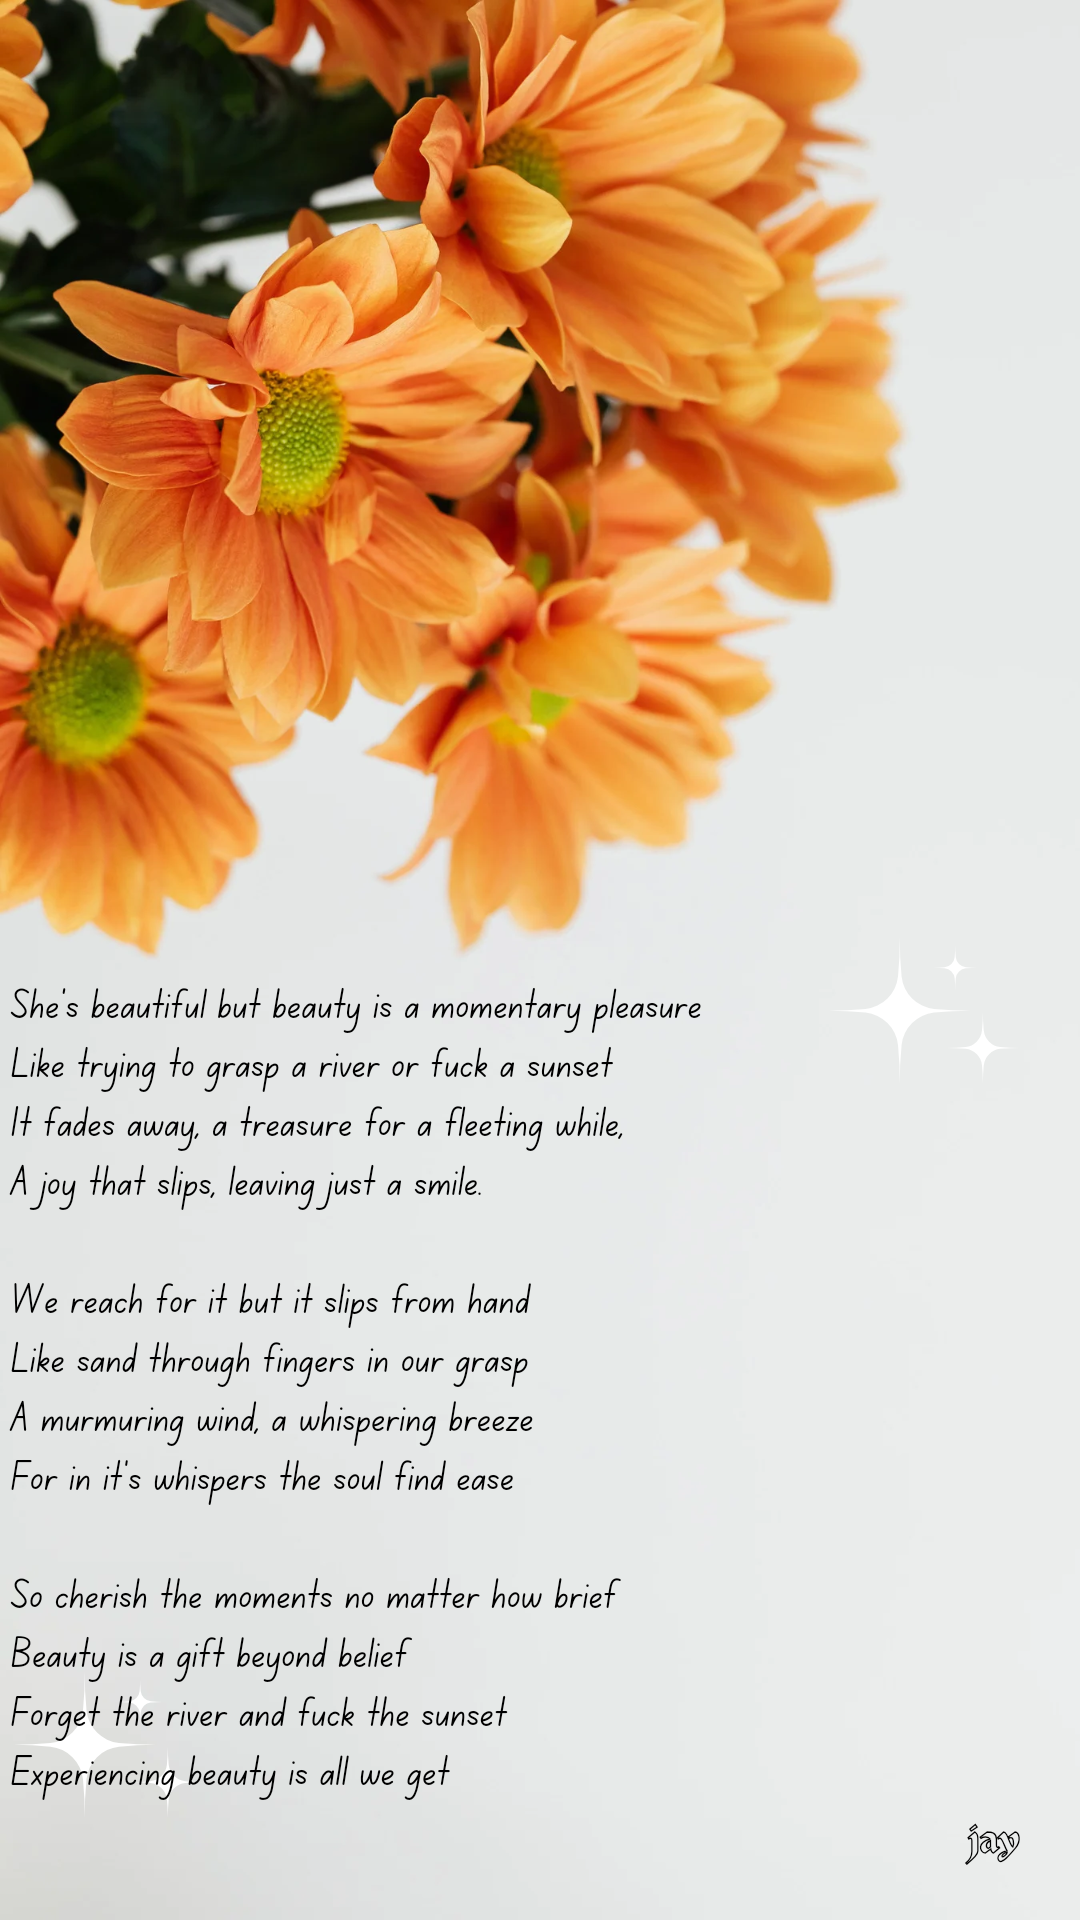 She's beautiful but beauty is a momentary pleasure
Like trying to grasp a river or fuck a sunset
It fades away, a treasure for a fleeting while,
A joy that slips, leaving just a smile.
We reach for it but it slips from hand
Like sand through fingers in our grasp
A murmuring wind, a whispering breeze
For in it's whispers the soul find ease
So cherish the moments no matter how brief
Beauty is a gift beyond belief
Forget the river and fuck the sunset
Experiencing beauty is all we get
jay